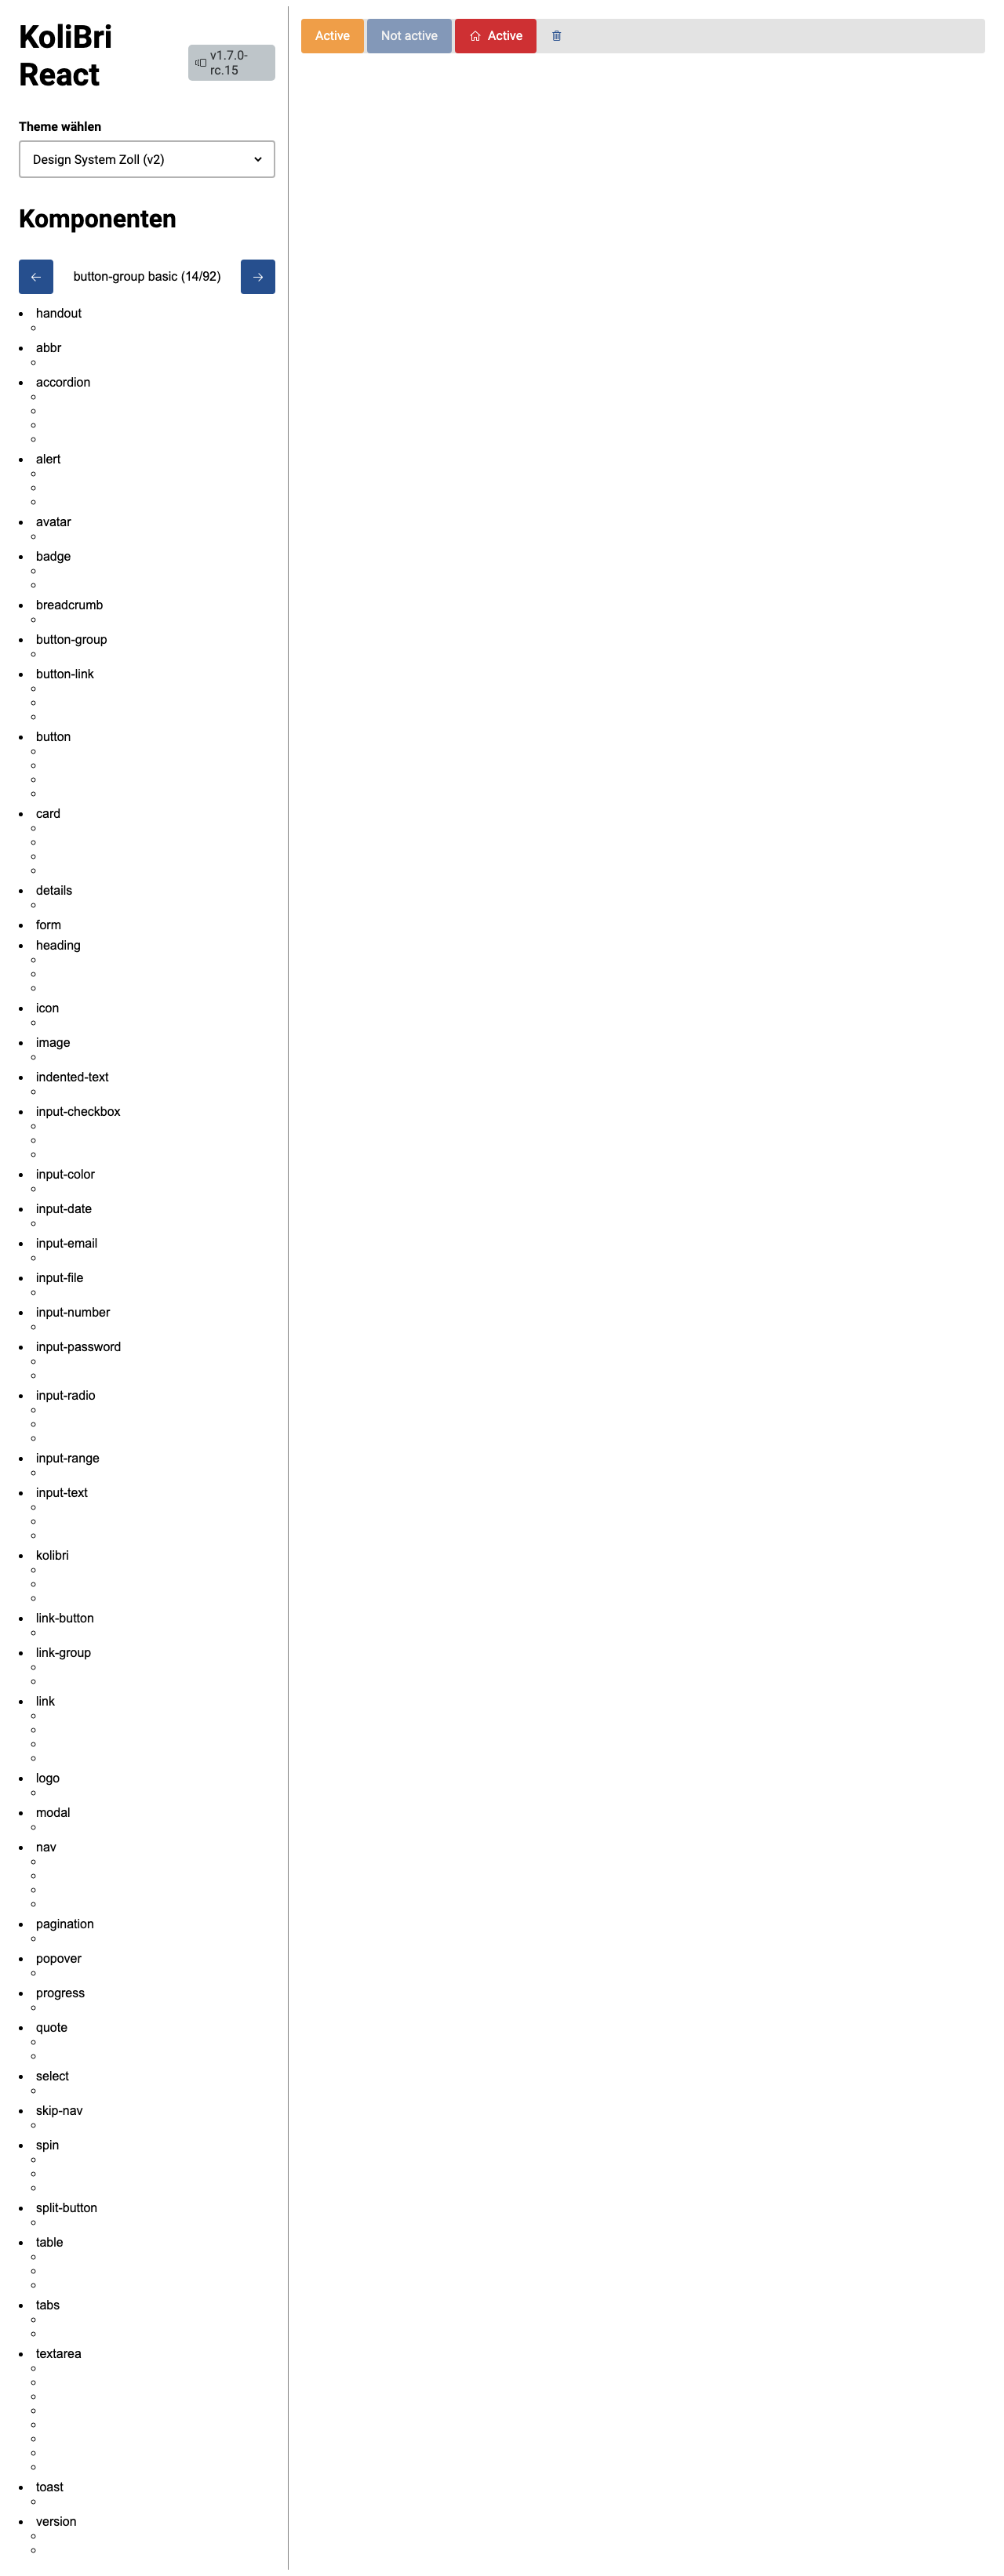 KoliBri
React
v1.7.0-
rc.15
Theme wählen
Design System Zoll (v2)
Komponenten
button-group basic (14/92)
handout
abbr
accordion
alert
avatar
badge
breadcrumb
button-group
button-link
button
card
details
form
heading
icon
image
indented-text
input-checkbox
input-color
input-date
input-email
input-file
input-number
input-password
input-radio
input-range
input-text
kolibri
link-button
link-group
link
logo
modal
nav
pagination
popover
progress
quote
select
skip-nav
spin
split-button
table
tabs
textarea
toast
version
Active Not active Active